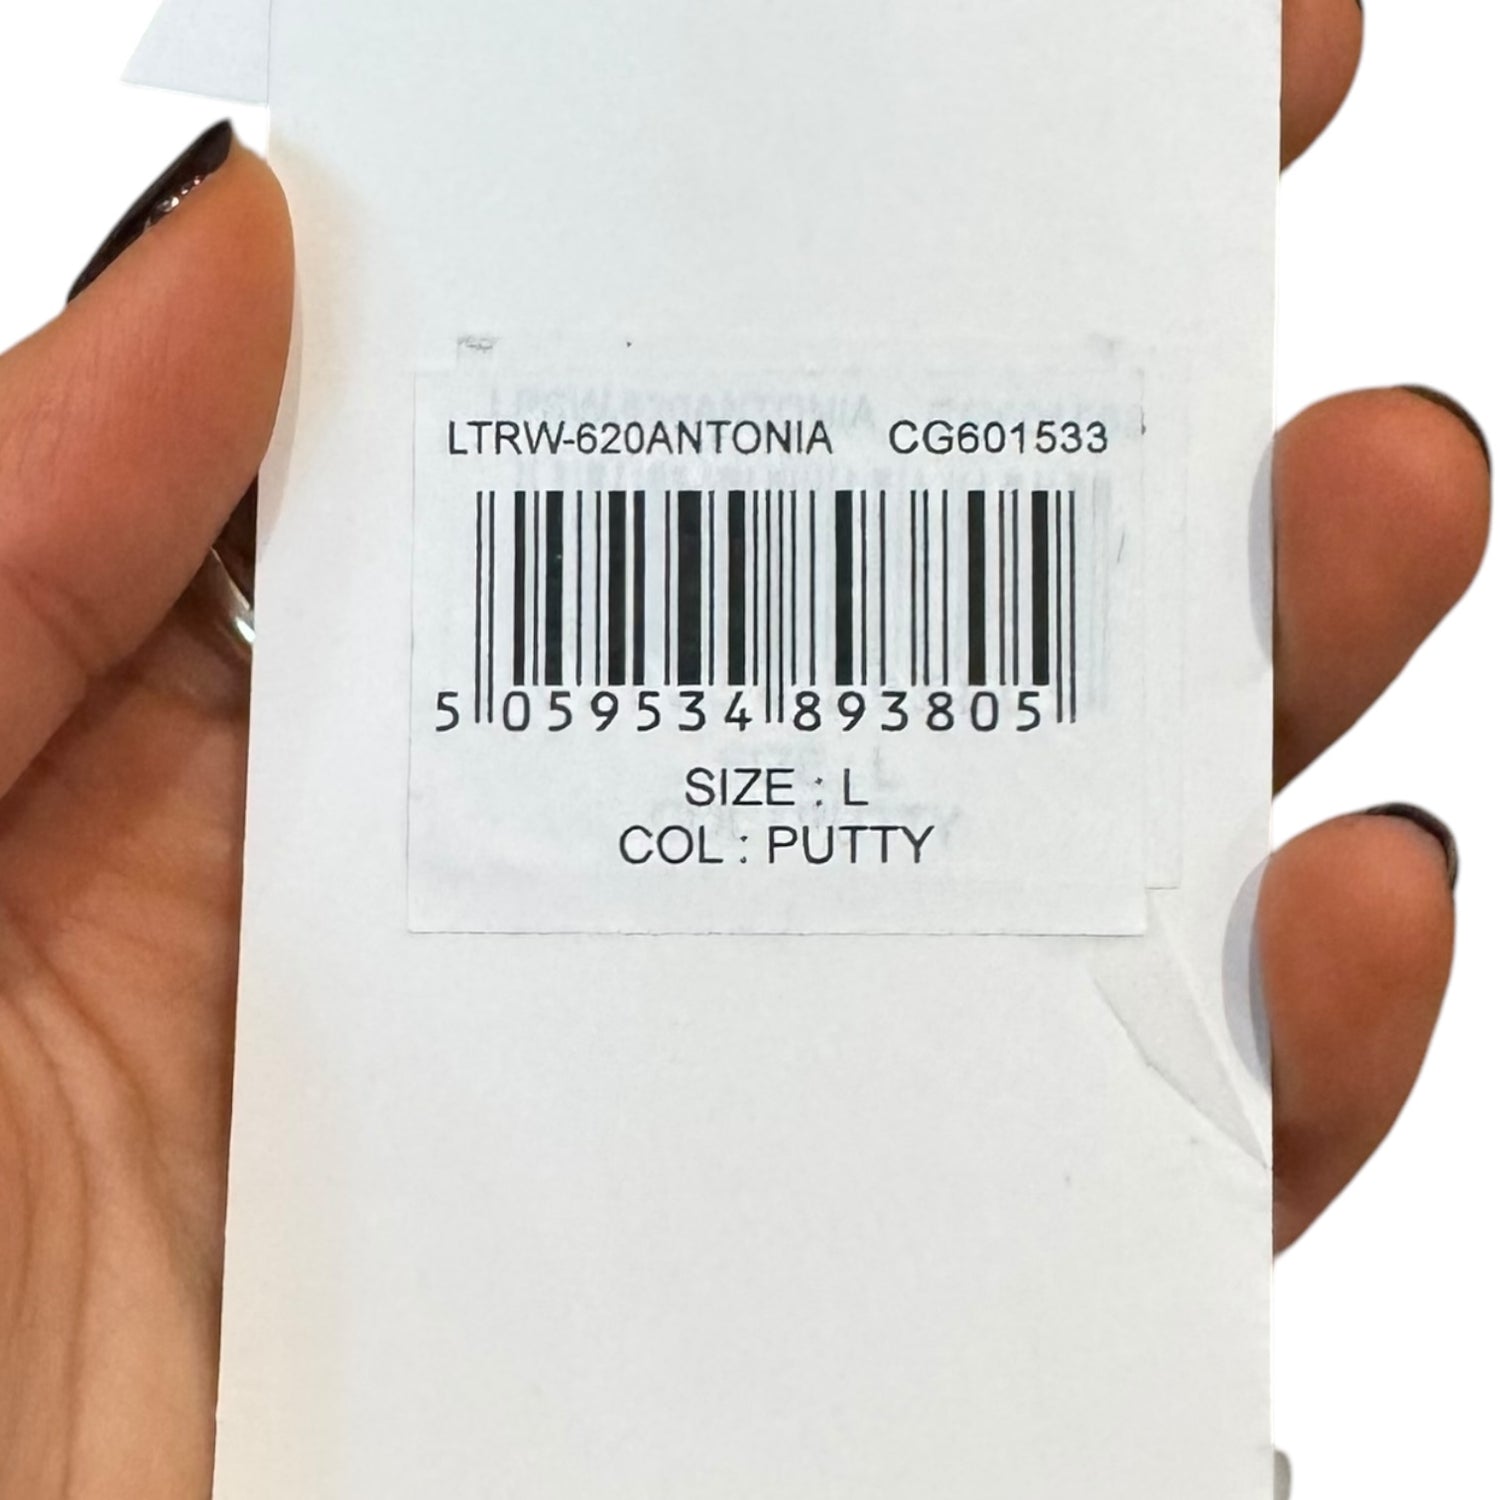 LTRW-620ANTONIA CG601533
5 059534 893805
SIZE : L
COL : PUTTY